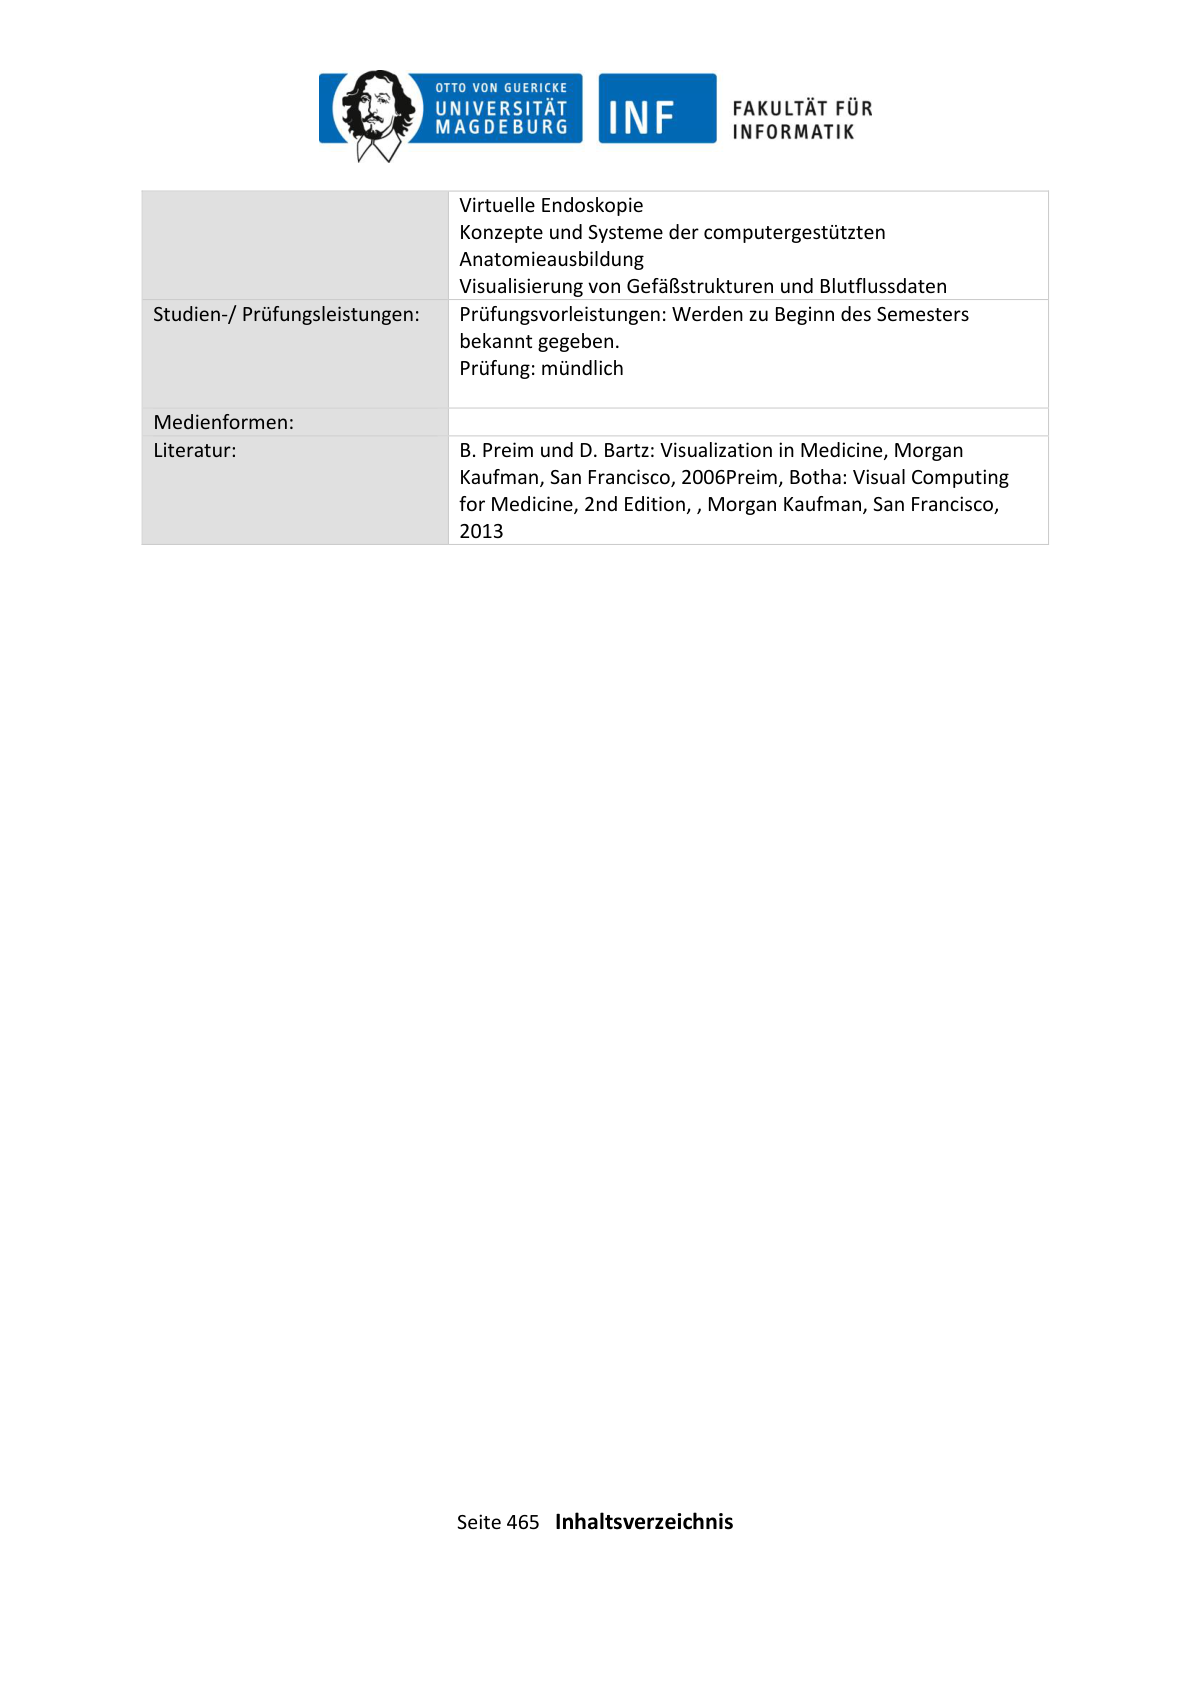 OTTO VON GUERICKE
UNIVERSITÄT
MAGDEBURG
INF
FAKULTÄT FÜR
INFORMATIK
Virtuelle Endoskopie
Konzepte und Systeme der computergestützten
Anatomieausbildung
Visualisierung von Gefäßstrukturen und Blutflussdaten
Studien-/ Prüfungsleistungen:
Prüfungsvorleistungen: Werden zu Beginn des Semesters
bekannt gegeben.
Prüfung: mündlich
Medienformen:
Literatur:
B. Preim und D. Bartz: Visualization in Medicine, Morgan
Kaufman, San Francisco, 2006Preim, Botha: Visual Computing
for Medicine, 2nd Edition, , Morgan Kaufman, San Francisco,
2013
Seite 465 Inhaltsverzeichnis